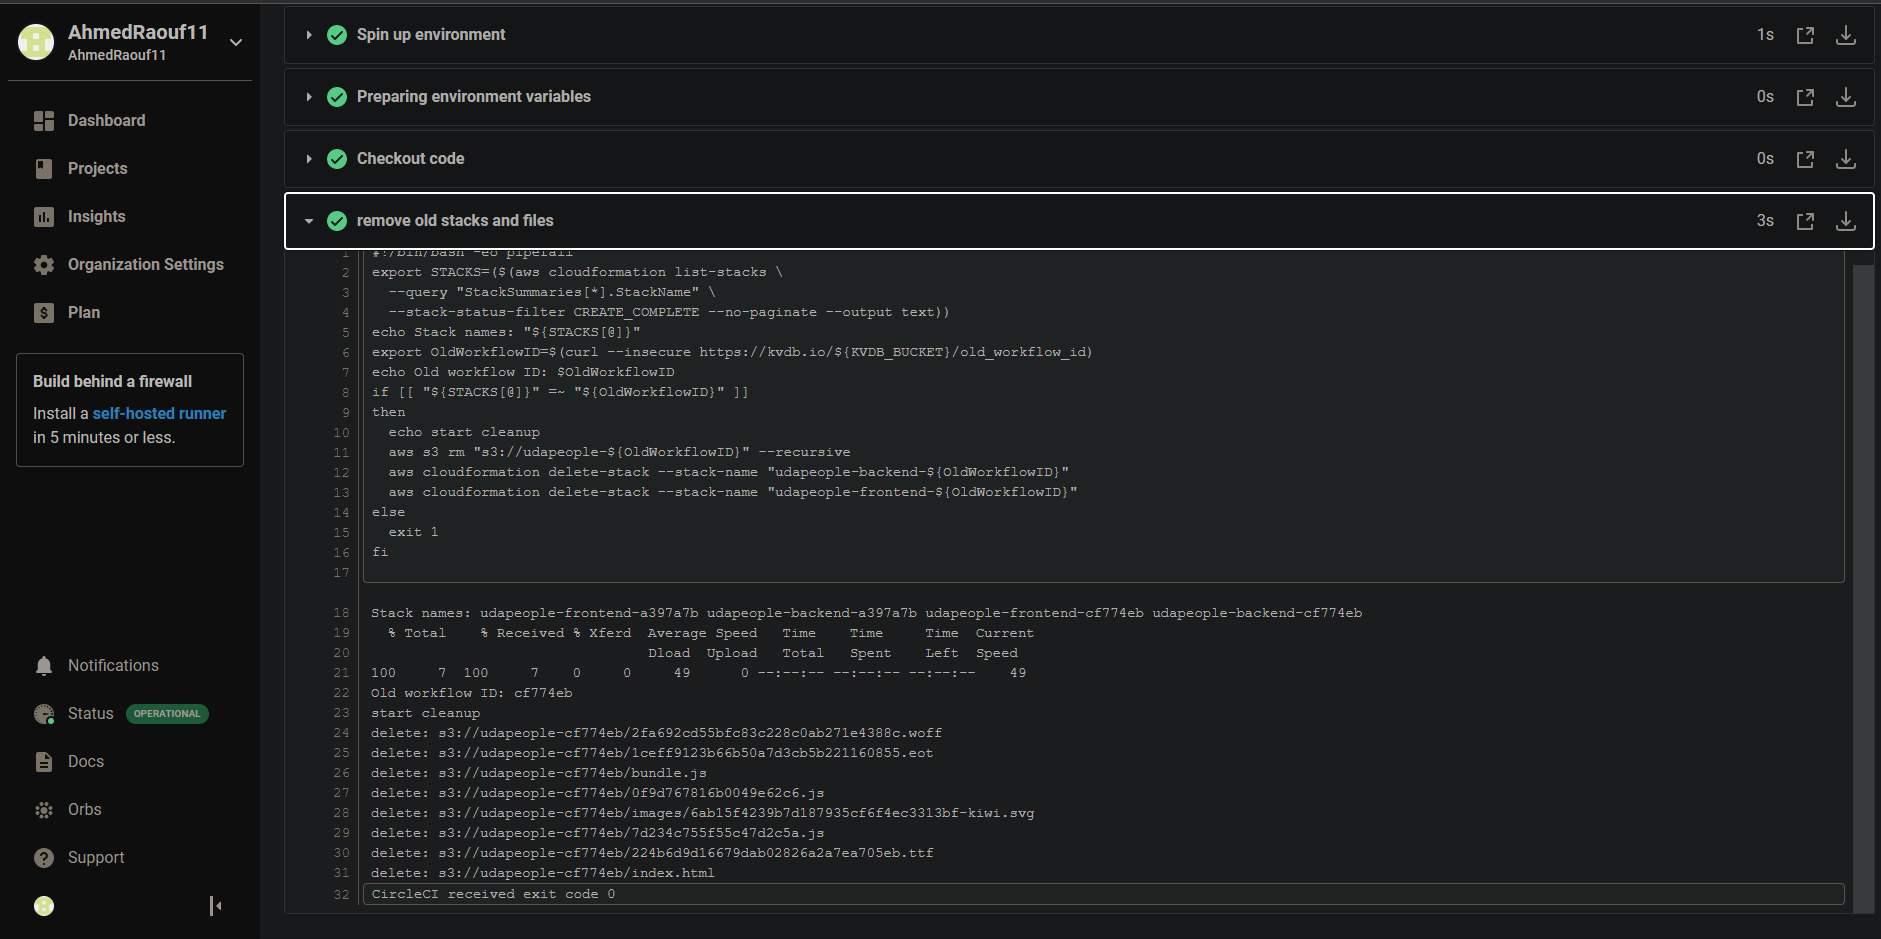 AhmedRaouf11
AhmedRaouf11
Dashboard
Projects
Insights
Organization Settings
Plan
Build behind a firewall
Install a self-hosted runner
in 5 minutes or less.
Notifications
Status OPERATIONAL
Docs
Orbs
Support
Spin up environment 1s
Preparing environment variables 0s
Checkout code 0s
remove old stacks and files 3s
1 #!/bin/bash -eo pipefail
2 export STACKS=($(aws cloudformation list-stacks \
3 --query "StackSummaries[*].StackName" \
4 --stack-status-filter CREATE_COMPLETE --no-paginate --output text))
5 echo Stack names: "${STACKS[@]}"
6 export OldWorkflowID=$(curl --insecure https://kvdb.io/${KVDB_BUCKET}/old_workflow_id)
7 echo Old workflow ID: $OldWorkflowID
8 if [[ "${STACKS[@]}" =~ "${OldWorkflowID}" ]]
9 then
10 echo start cleanup
11 aws s3 rm "s3://udapeople-${OldWorkflowID}" --recursive
12 aws cloudformation delete-stack --stack-name "udapeople-backend-${OldWorkflowID}"
13 aws cloudformation delete-stack --stack-name "udapeople-frontend-${OldWorkflowID}"
14 else
15 exit 1
16 fi
17
18 Stack names: udapeople-frontend-a397a7b udapeople-backend-a397a7b udapeople-frontend-cf774eb udapeople-backend-cf774eb
19 % Total % Received % Xferd Average Speed Time Time Time Current
20 Dload Upload Total Spent Left Speed
21 100 7 100 7 0 0 49 0 --:--:-- --:--:-- --:--:-- 49
22 Old workflow ID: cf774eb
23 start cleanup
24 delete: s3://udapeople-cf774eb/2fa692cd55bfc83c228c0ab271e4388c.woff
25 delete: s3://udapeople-cf774eb/1ceff9123b66b50a7d3cb5b221160855.eot
26 delete: s3://udapeople-cf774eb/bundle.js
27 delete: s3://udapeople-cf774eb/0f9d767816b0049e62c6.js
28 delete: s3://udapeople-cf774eb/images/6ab15f4239b7d187935cf6f4ec3313bf-kiwi.svg
29 delete: s3://udapeople-cf774eb/7d234c755f55c47d2c5a.js
30 delete: s3://udapeople-cf774eb/224b6d9d16679dab02826a2a7ea705eb.ttf
31 delete: s3://udapeople-cf774eb/index.html
32 CircleCI received exit code 0